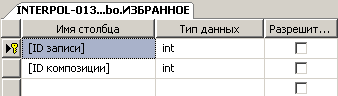 INTERPOL-013...bo.ИЗБРАННОЕ
Имя столбца Тип данных Разрешит...
[ID записи] int
[ID композиции] int